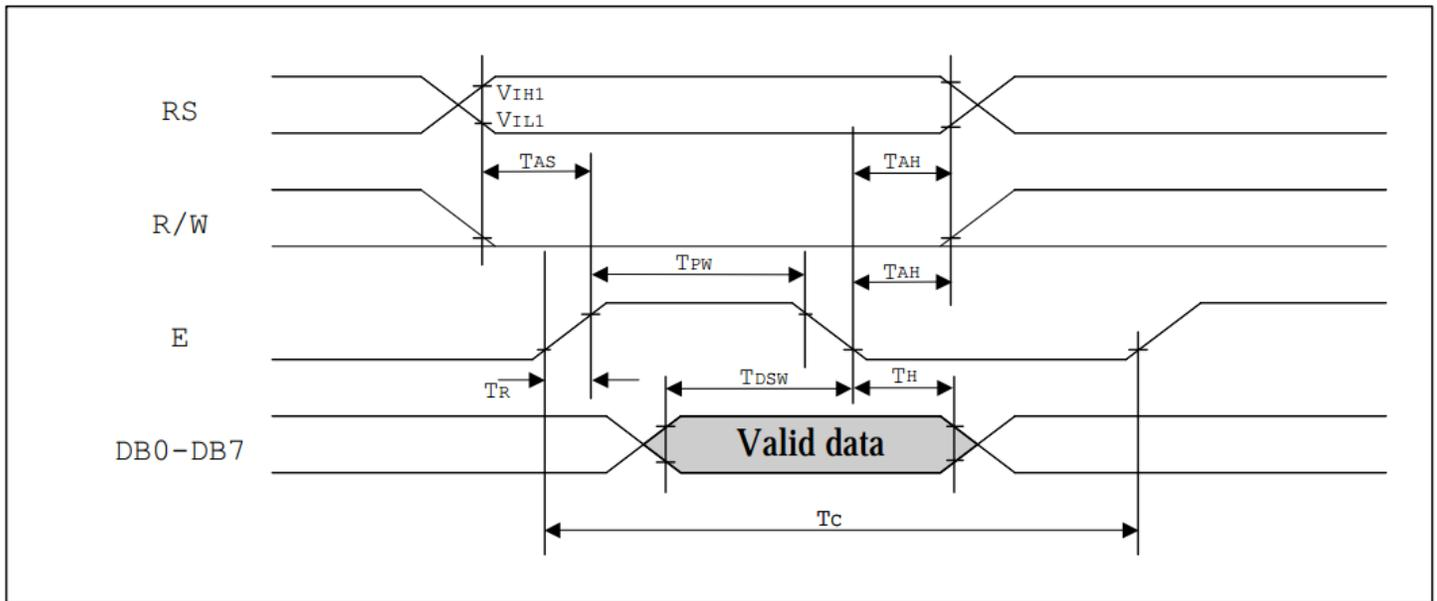 RS
VIH1
VIL1
TAS
TAH
R/W
TPW
TAH
E
TR
TDSW
TH
DB0-DB7
Valid data
TC